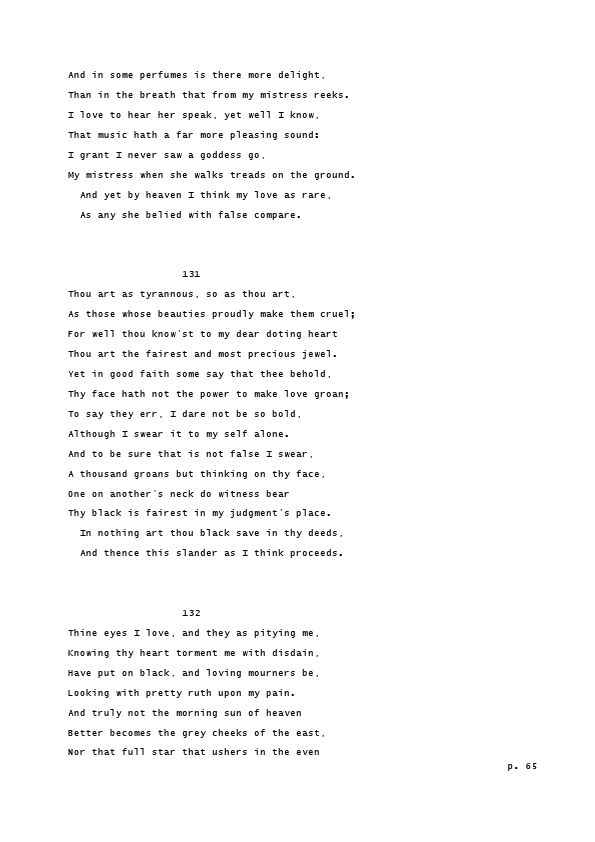 And in some perfumes is there more delight,
Than in the breath that from my mistress reeks.
I love to hear her speak, yet well I know,
That music hath a far more pleasing sound:
I grant I never saw a goddess go,
My mistress when she walks treads on the ground.
And yet by heaven I think my love as rare,
As any she belied with false compare.
131
Thou art as tyrannous, so as thou art,
As those whose beauties proudly make them cruel;
For well thou know'st to my dear doting heart
Thou art the fairest and most precious jewel.
Yet in good faith some say that thee behold,
Thy face hath not the power to make love groan;
To say they err, I dare not be so bold,
Although I swear it to my self alone.
And to be sure that is not false I swear,
A thousand groans but thinking on thy face,
One on another's neck do witness bear
Thy black is fairest in my judgment's place.
In nothing art thou black save in thy deeds,
And thence this slander as I think proceeds.
132
Thine eyes I love, and they as pitying me,
Knowing thy heart torment me with disdain,
Have put on black, and loving mourners be,
Looking with pretty ruth upon my pain.
And truly not the morning sun of heaven
Better becomes the grey cheeks of the east,
Nor that full star that ushers in the even
p. 65